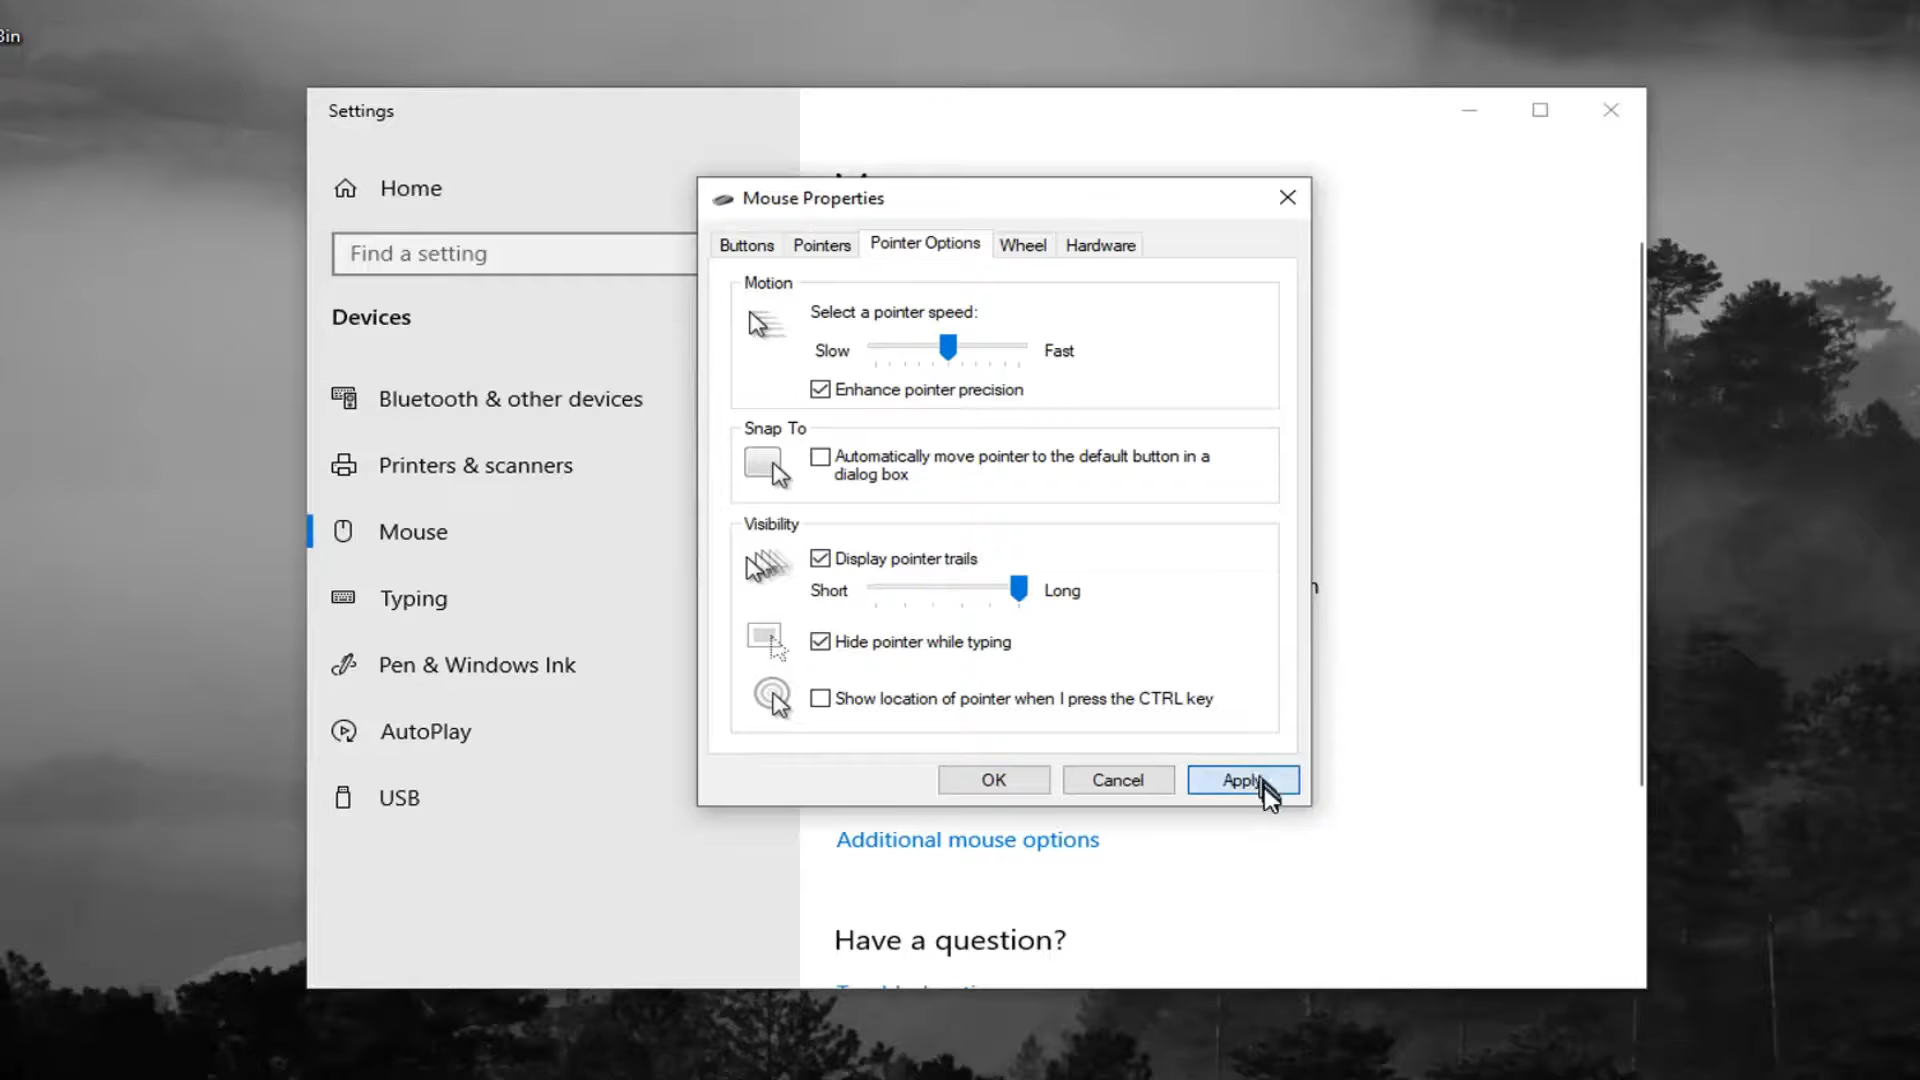 Bin
Settings
Home
Find a setting
Devices
Bluetooth & other devices
Printers & scanners
Mouse
Typing
Pen & Windows Ink
AutoPlay
USB
Mouse Properties
Buttons Pointers Pointer Options Wheel Hardware
Motion
Select a pointer speed:
Slow Fast
Enhance pointer precision
Snap To
Automatically move pointer to the default button in a
dialog box
Visibility
Display pointer trails
Short Long
Hide pointer while typing
Show location of pointer when I press the CTRL key
OK Cancel Apply
Additional mouse options
Have a question?